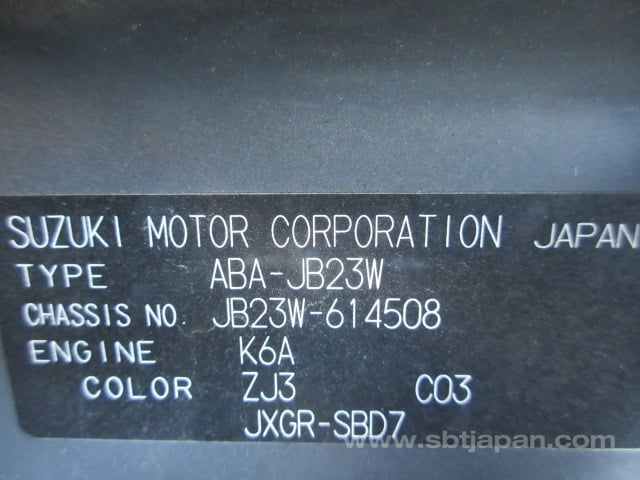 SUZUKI MOTOR CORPORATION JAPAN
TYPE ABA-JB23W
CHASSIS NO. JB23W-614508
ENGINE K6A
COLOR ZJ3 C03
JXGR-SBD7
www.sbtjapan.com